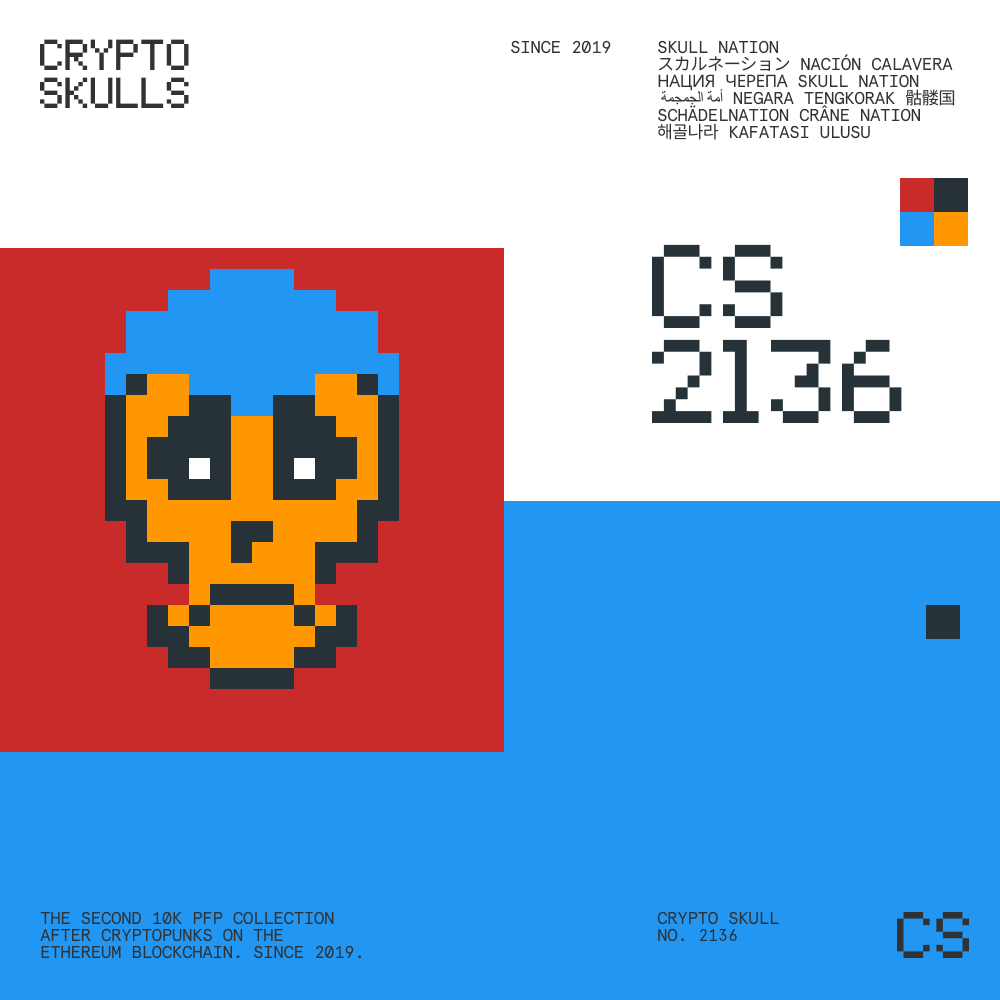 CRYPTO
SKULLS
SINCE 2019
SKULL NATION
スカルネーション NACIÓN CALAVERA
НАЦИЯ ЧЕРЕПА SKULL NATION
أمة الجمجمة NEGARA TENGKORAK 骷髅国
SCHÄDELNATION CRÂNE NATION
해골나라 KAFATASI ULUSU
CS
2136
THE SECOND 10K PFP COLLECTION
AFTER CRYPTOPUNKS ON THE
ETHEREUM BLOCKCHAIN. SINCE 2019.
CRYPTO SKULL
NO. 2136
CS